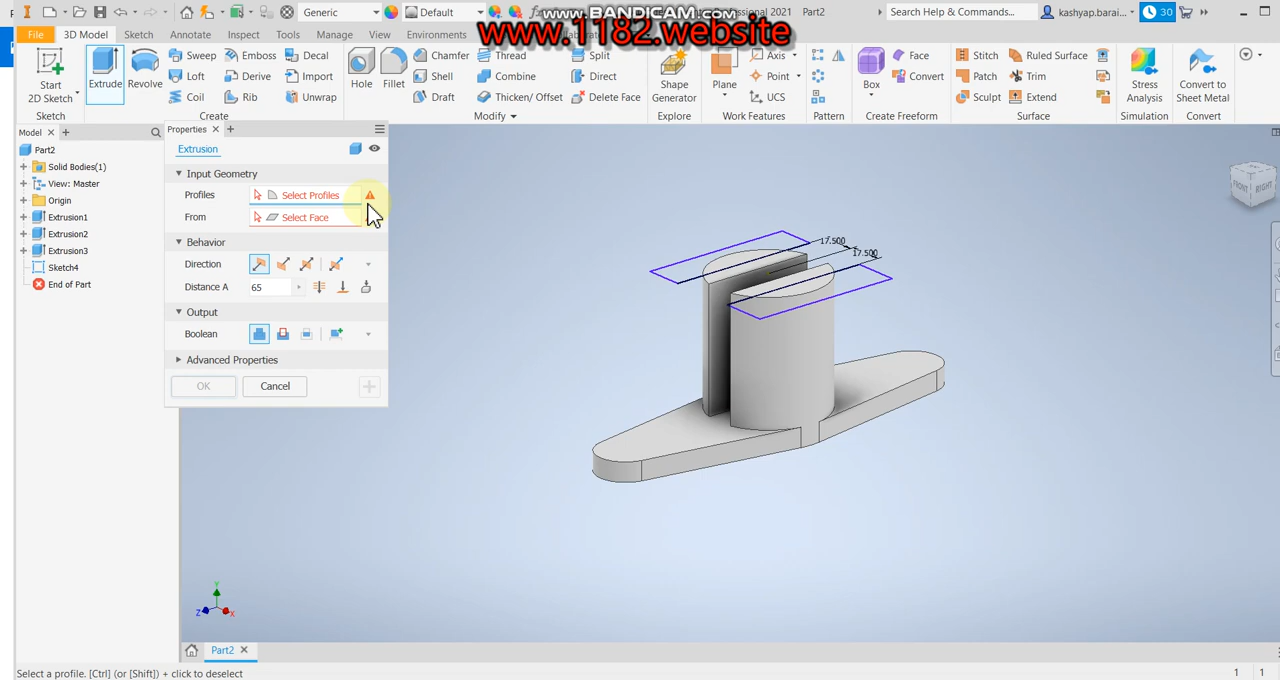 Generic
Default
www.BANDICAM.com
Professional 2021 Part2
Search Help & Commands...
kashyap.barai...
30
www.1182.website
File
3D Model
Sketch
Annotate
Inspect
Tools
Manage
View
Environments
Start
2D Sketch
Extrude
Revolve
Sweep
Emboss
Decal
Loft
Derive
Import
Coil
Rib
Unwrap
Hole
Fillet
Chamfer
Thread
Split
Shell
Combine
Direct
Draft
Thicken/ Offset
Delete Face
Shape
Generator
Plane
Axis
Point
UCS
Box
Face
Convert
Stitch
Ruled Surface
Patch
Trim
Sculpt
Extend
Stress
Analysis
Convert to
Sheet Metal
Sketch
Create
Modify
Explore
Work Features
Pattern
Create Freeform
Surface
Simulation
Convert
Model
Part2
Solid Bodies(1)
View: Master
Origin
Extrusion1
Extrusion2
Extrusion3
Sketch4
End of Part
Properties
Extrusion
Input Geometry
Profiles
Select Profiles
From
Select Face
Behavior
Direction
Distance A
65
Output
Boolean
Advanced Properties
OK
Cancel
17.500
17.500
FRONT
RIGHT
Y
Z
X
Part2
Select a profile. [Ctrl] (or [Shift]) + click to deselect
1
1